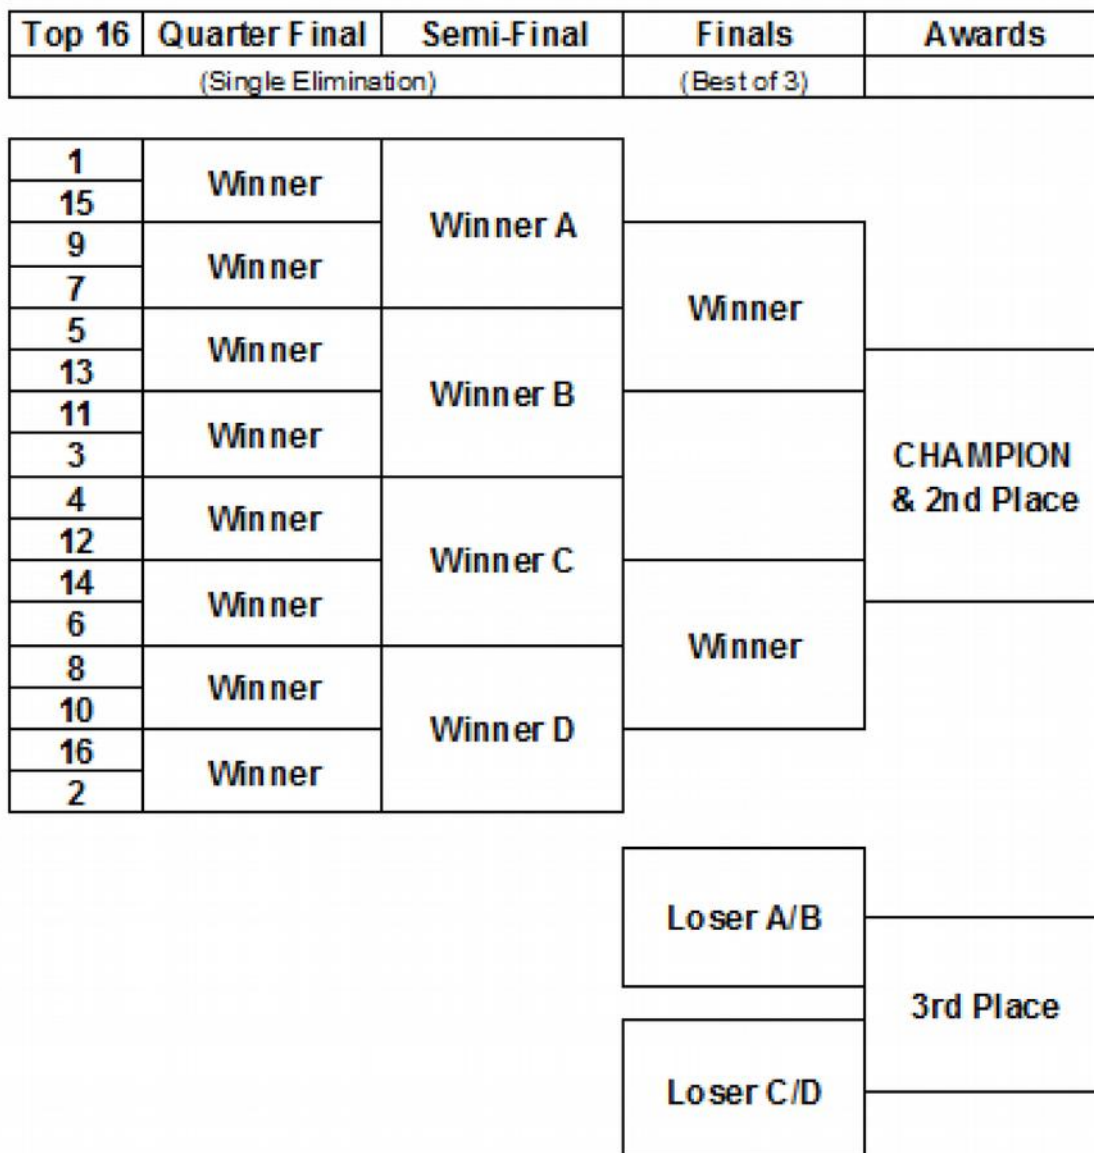 Top 16 Quarter Final Semi-Final Finals Awards
(Single Elimination) (Best of 3)
1
Winner
15
Winner A
9
Winner
7
Winner
5
Winner
13
Winner B
11
Winner
3
CHAMPION
& 2nd Place
4
Winner
12
Winner C
14
Winner
6
Winner
8
Winner
10
Winner D
16
Winner
2
Loser A/B
3rd Place
Loser C/D